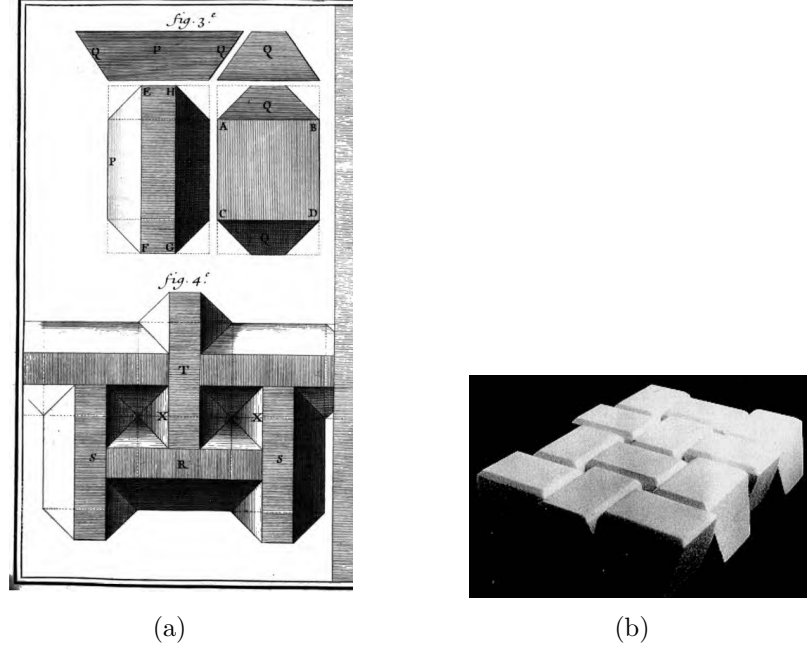 fig. 3.e
Q P Q Q
E H Q
A B
P
C D
F G Q
fig. 4.e
T
X X
S R S
(a) (b)